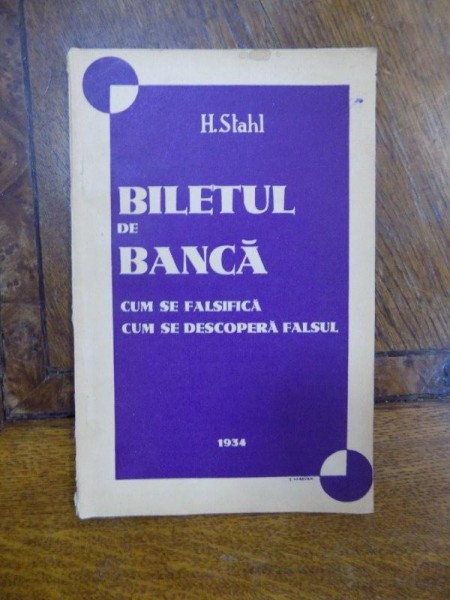 H. Stahl
BILETUL
DE
BANCĂ
CUM SE FALSIFICĂ
CUM SE DESCOPERĂ FALSUL
1934